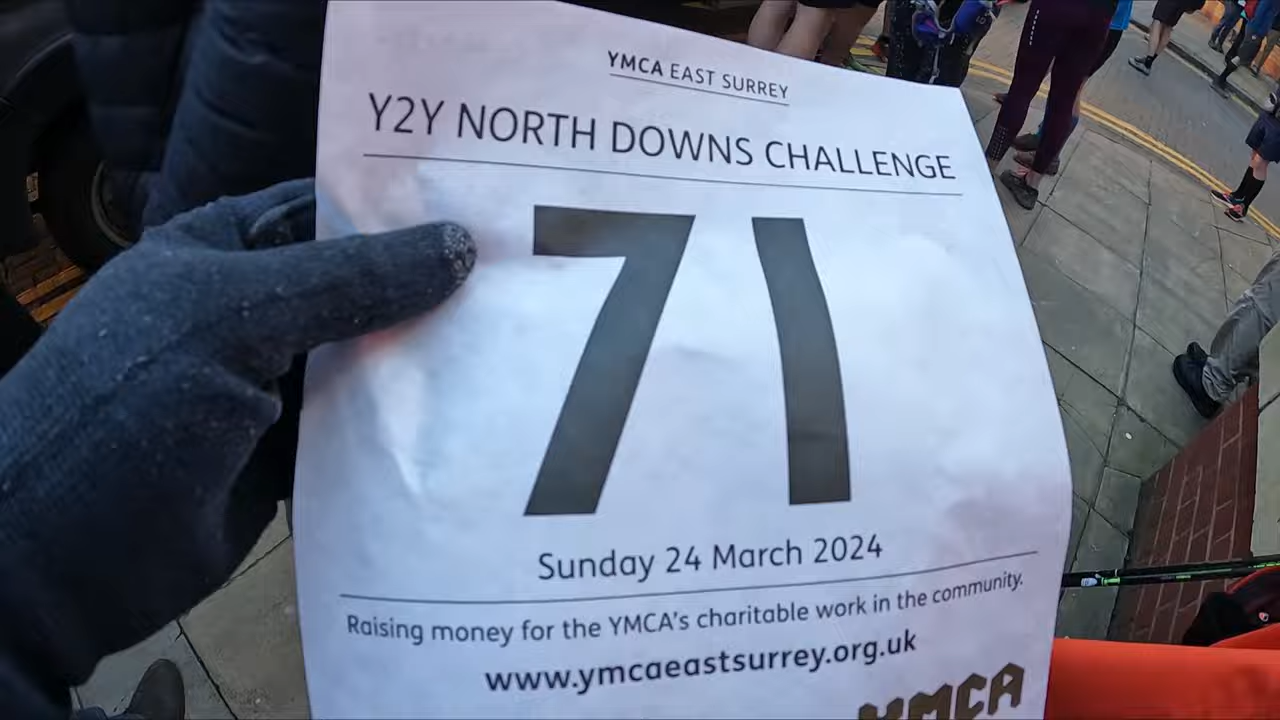 YMCA EAST SURREY
Y2Y NORTH DOWNS CHALLENGE
71
Sunday 24 March 2024
Raising money for the YMCA's charitable work in the community.
www.ymcaeastsurrey.org.uk
YMCA